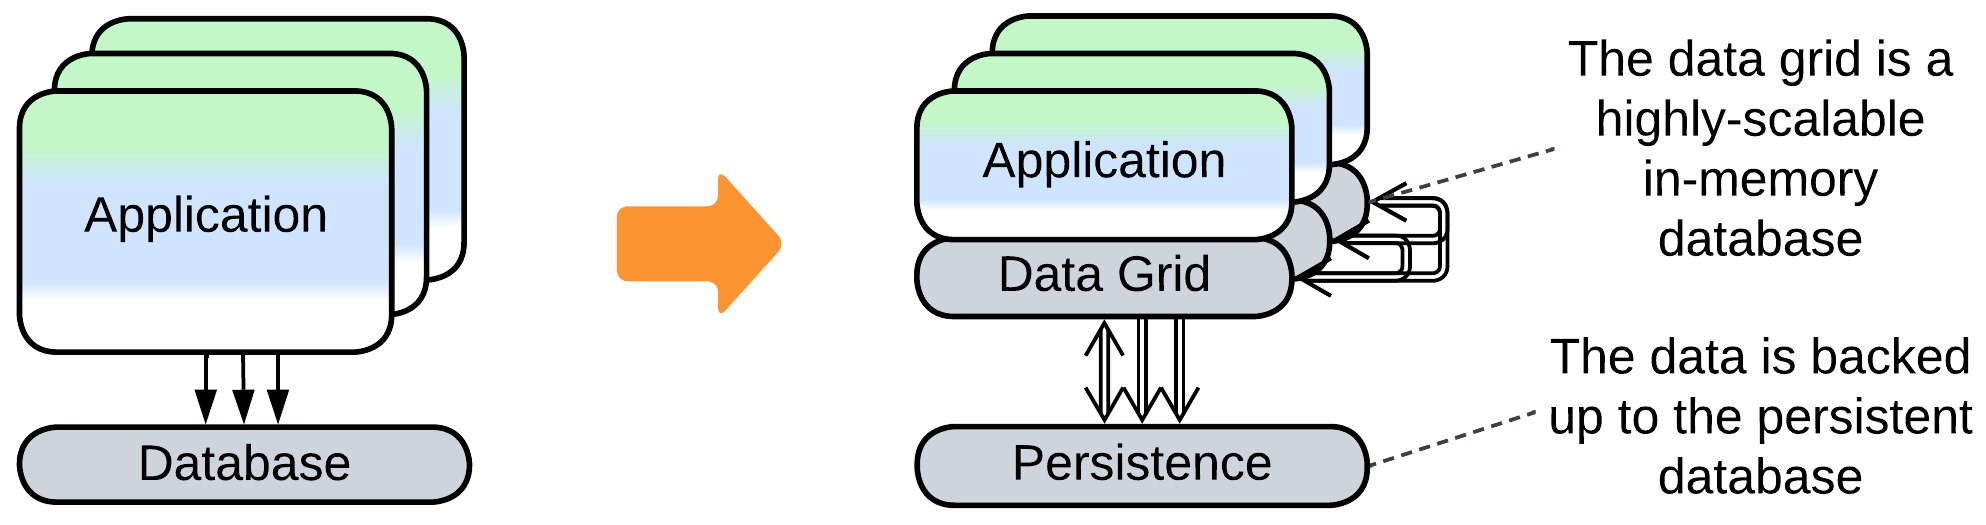 Application
Database
Application
Data Grid
Persistence
The data grid is a
highly-scalable
in-memory
database
The data is backed
up to the persistent
database